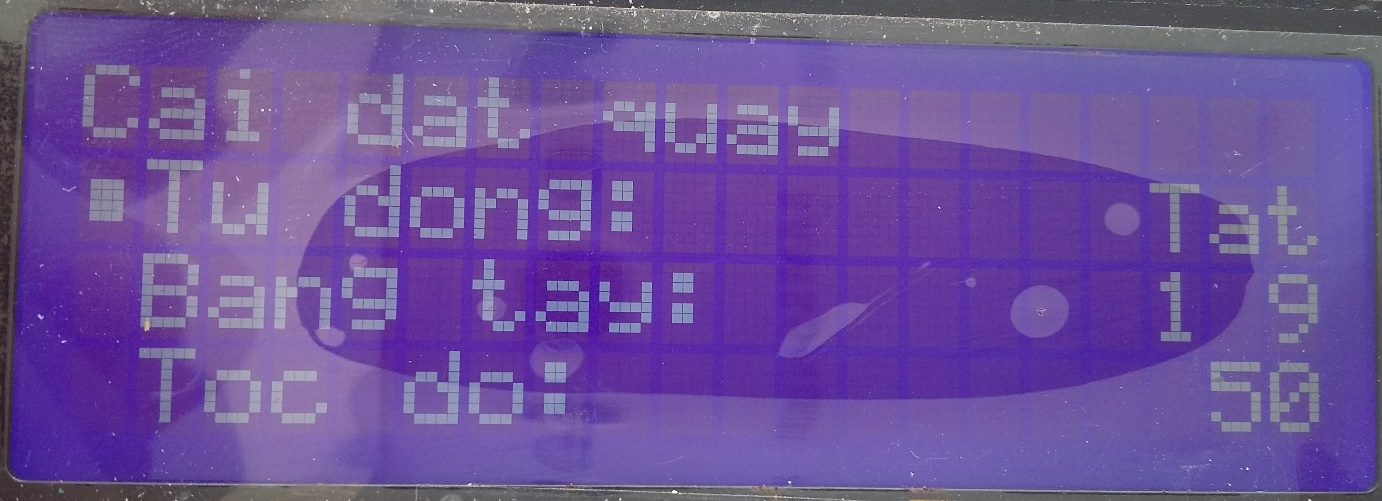 Cai dat quay
Tu dong: Tat
Bang tay: 1 9
Toc do: 50